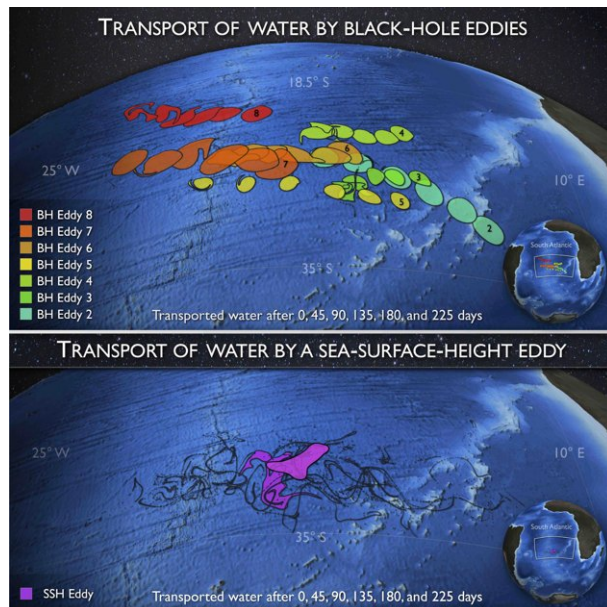 TRANSPORT OF WATER BY BLACK-HOLE EDDIES
18.5° S
8
4
25° W
6
7
3
10° E
5
2
BH Eddy 8
BH Eddy 7
BH Eddy 6
BH Eddy 5
BH Eddy 4
BH Eddy 3
BH Eddy 2
35° S
South Atlantic
Transported water after 0, 45, 90, 135, 180, and 225 days
TRANSPORT OF WATER BY A SEA-SURFACE-HEIGHT EDDY
25° W
10° E
35° S
South Atlantic
SSH Eddy
Transported water after 0, 45, 90, 135, 180, and 225 days